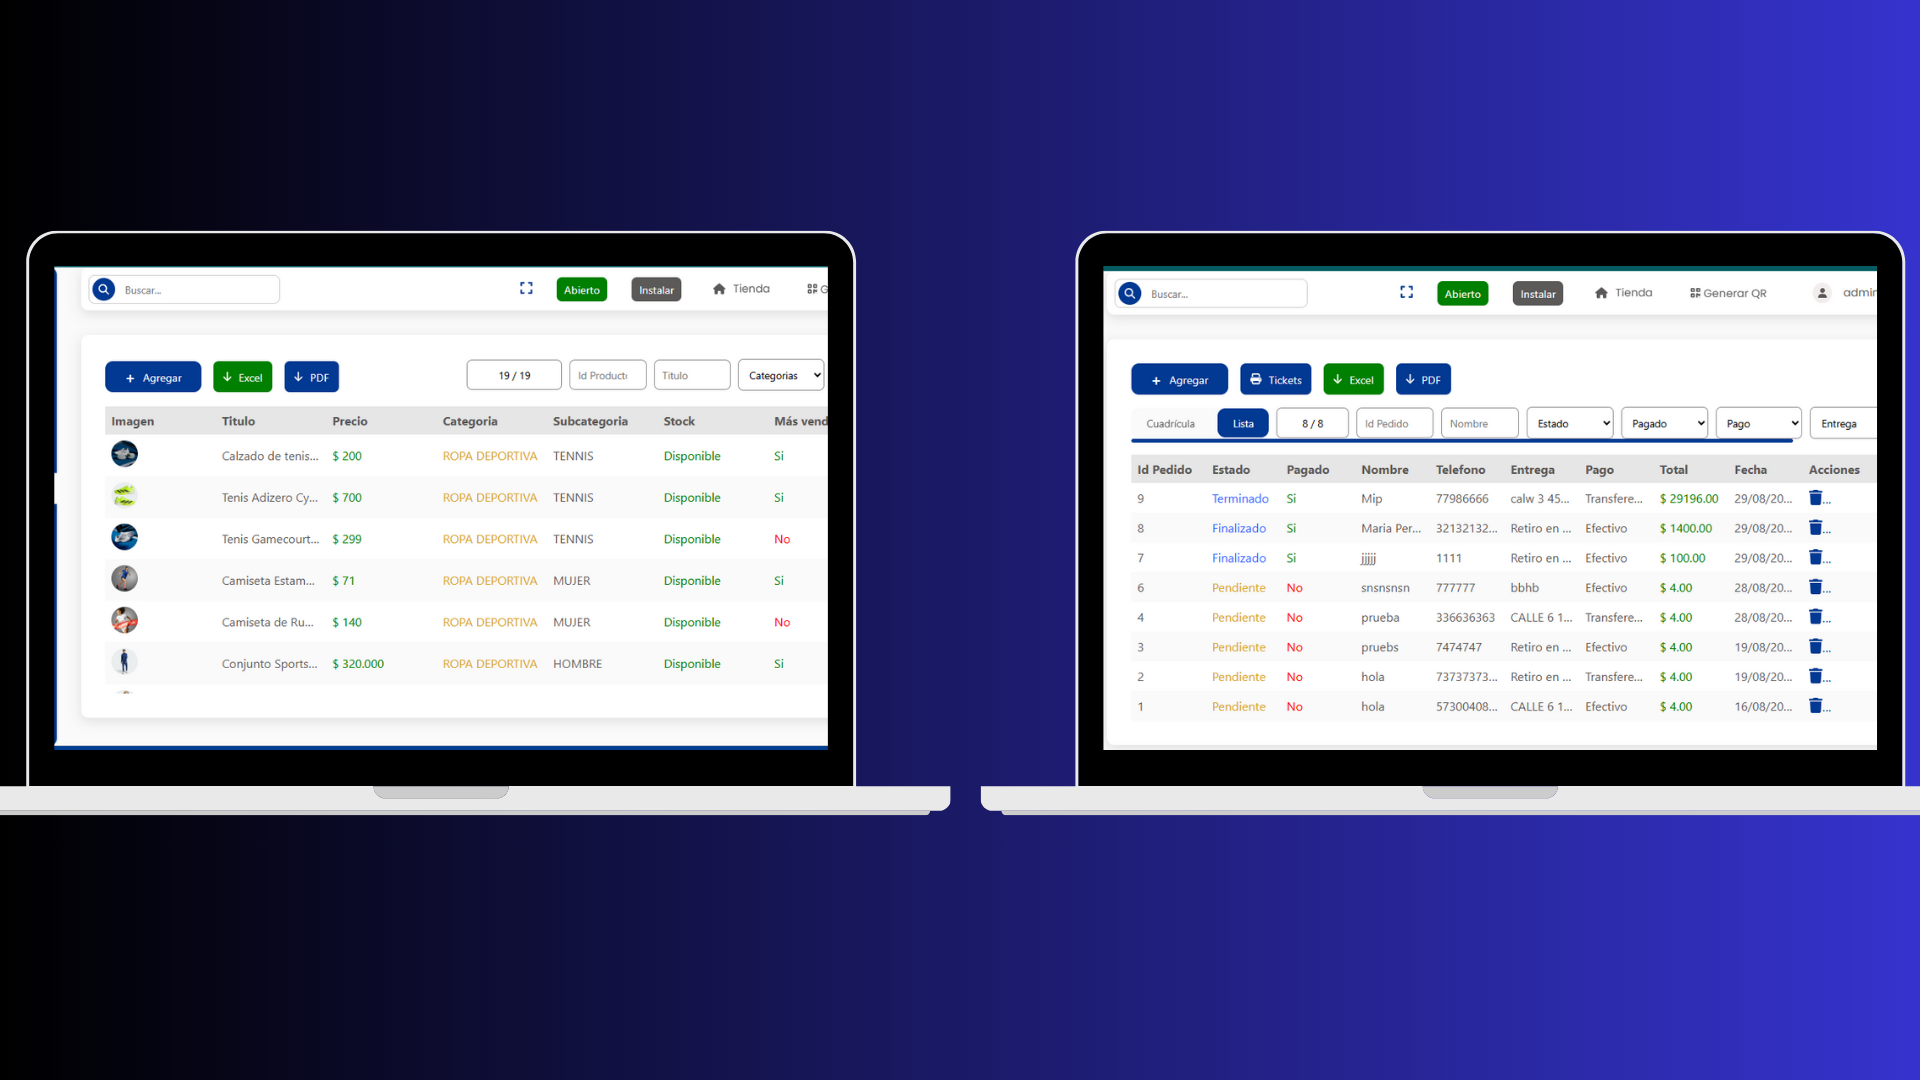 Buscar...
Abierto
Instalar
Tienda
G
+ Agregar
Excel
PDF
19 / 19
Id Product
Titulo
Categorias
Imagen Titulo Precio Categoria Subcategoria Stock Más vend
Calzado de tenis... $ 200 ROPA DEPORTIVA TENNIS Disponible Si
Tenis Adizero Cy... $ 700 ROPA DEPORTIVA TENNIS Disponible Si
Tenis Gamecourt... $ 299 ROPA DEPORTIVA TENNIS Disponible No
Camiseta Estam... $ 71 ROPA DEPORTIVA MUJER Disponible Si
Camiseta de Ru... $ 140 ROPA DEPORTIVA MUJER Disponible No
Conjunto Sports... $ 320.000 ROPA DEPORTIVA HOMBRE Disponible Si
Buscar...
Abierto
Instalar
Tienda
Generar QR
admin
+ Agregar
Tickets
Excel
PDF
Cuadrícula
Lista
8 / 8
Id Pedido
Nombre
Estado
Pagado
Pago
Entrega
Id Pedido Estado Pagado Nombre Telefono Entrega Pago Total Fecha Acciones
9 Terminado Si Mip 77986666 calw 3 45... Transfere... $ 29196.00 29/08/20... ...
8 Finalizado Si Maria Per... 32132132... Retiro en ... Efectivo $ 1400.00 29/08/20... ...
7 Finalizado Si jjjjj 1111 Retiro en ... Efectivo $ 100.00 29/08/20... ...
6 Pendiente No snsnsnsn 777777 bbhb Efectivo $ 4.00 28/08/20... ...
4 Pendiente No prueba 336636363 CALLE 6 1... Transfere... $ 4.00 28/08/20... ...
3 Pendiente No pruebs 7474747 Retiro en ... Efectivo $ 4.00 19/08/20... ...
2 Pendiente No hola 73737373... Retiro en ... Transfere... $ 4.00 19/08/20... ...
1 Pendiente No hola 57300408... CALLE 6 1... Efectivo $ 4.00 16/08/20... ...